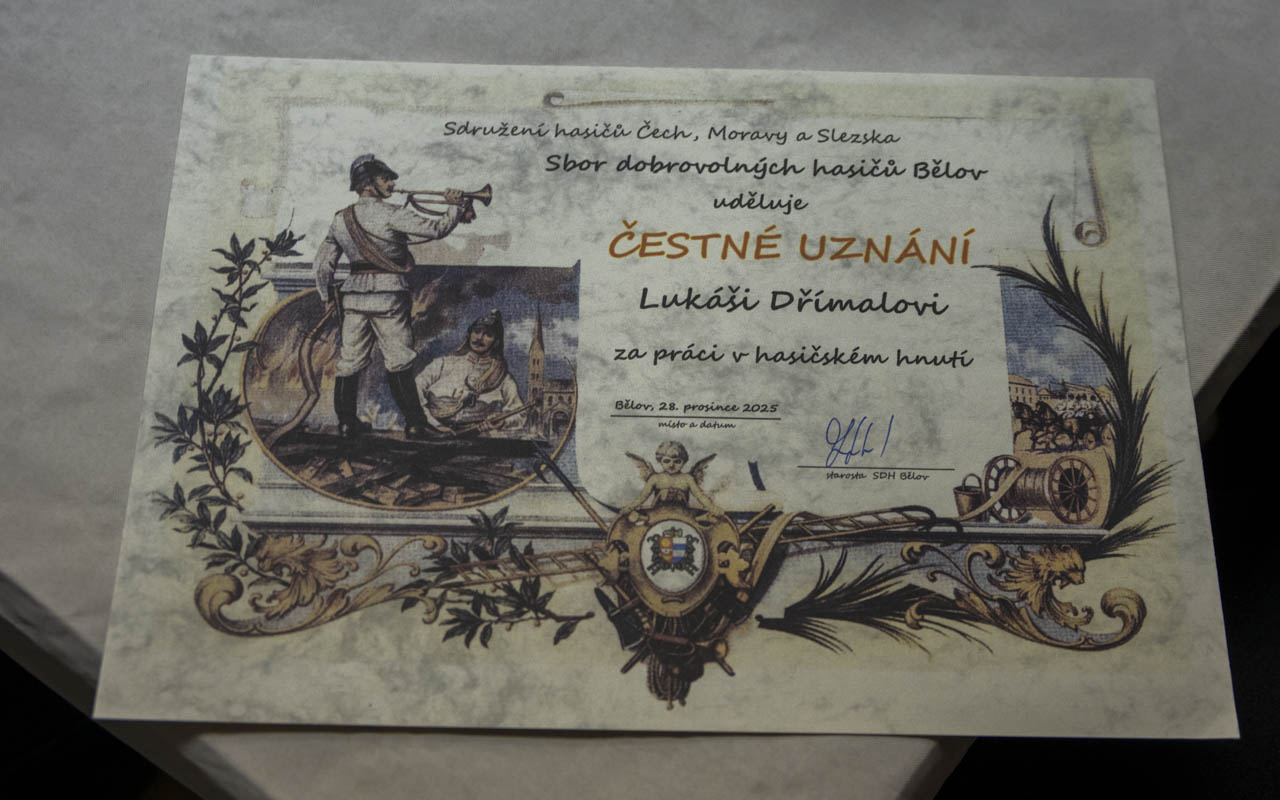 Sdružení hasičů Čech, Moravy a Slezska
Sbor dobrovolných hasičů Bělov
uděluje
ČESTNÉ UZNÁNÍ
Lukáši Dřímalovi
za práci v hasičském hnutí
Bělov, 28. prosince 2025
místo a datum
starosta SDH Bělov